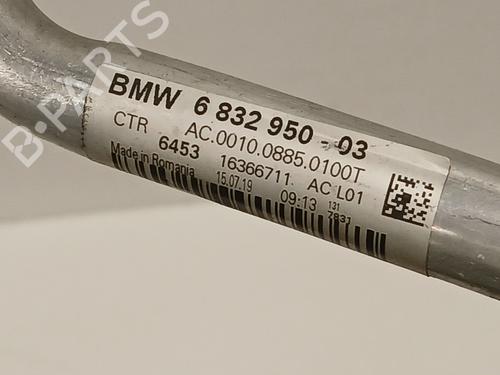 B-PARTS
BMW 6 832 950 - 03
CTR AC.0010.0885.0100T
6453 16366711 AC L01
Made in Romania 15.07.19 09:13 131
7831